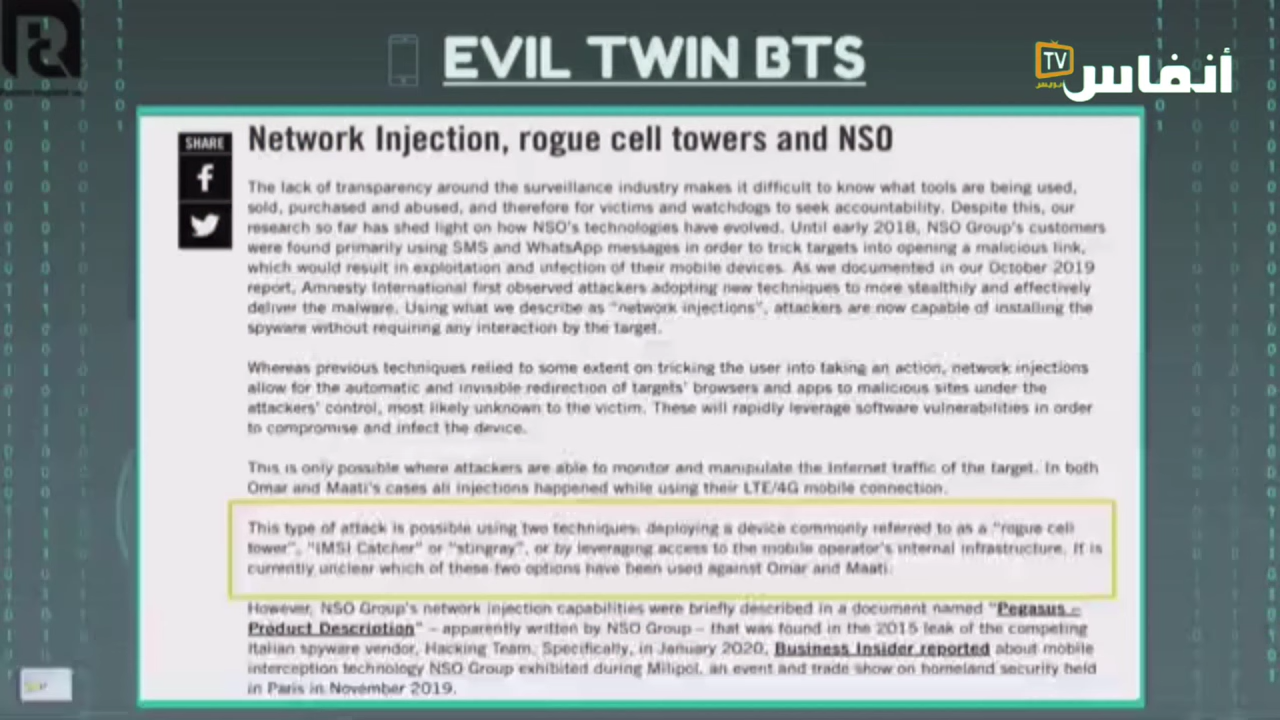 EVIL TWIN BTS
TV
أنفاس
بريس
SHARE
Network Injection, rogue cell towers and NSO
The lack of transparency around the surveillance industry makes it difficult to know what tools are being used,
sold, purchased and abused, and therefore for victims and watchdogs to seek accountability. Despite this, our
research so far has shed light on how NSO's technologies have evolved. Until early 2018, NSO Group's customers
were found primarily using SMS and WhatsApp messages in order to trick targets into opening a malicious link,
which would result in exploitation and infection of their mobile devices. As we documented in our October 2019
report, Amnesty International first observed attackers adopting new techniques to more stealthily and effectively
deliver the malware. Using what we describe as "network injections", attackers are now capable of installing the
spyware without requiring any interaction by the target.
Whereas previous techniques relied to some extent on tricking the user into taking an action, network injections
allow for the automatic and invisible redirection of targets' browsers and apps to malicious sites under the
attackers' control, most likely unknown to the victim. These will rapidly leverage software vulnerabilities in order
to compromise and infect the device.
This is only possible where attackers are able to monitor and manipulate the Internet traffic of the target. In both
Omar and Maati's cases all injections happened while using their LTE/4G mobile connection.
This type of attack is possible using two techniques: deploying a device commonly referred to as a "rogue cell
tower", "IMSI Catcher" or "stingray", or by leveraging access to the mobile operator's internal infrastructure. It is
currently unclear which of these two options have been used against Omar and Maati.
However, NSO Group's network injection capabilities were briefly described in a document named "Pegasus –
Product Description" – apparently written by NSO Group – that was found in the 2015 leak of the competing
Italian spyware vendor, Hacking Team. Specifically, in January 2020, Business Insider reported about mobile
interception technology NSO Group exhibited during Milipol, an event and trade show on homeland security held
in Paris in November 2019.